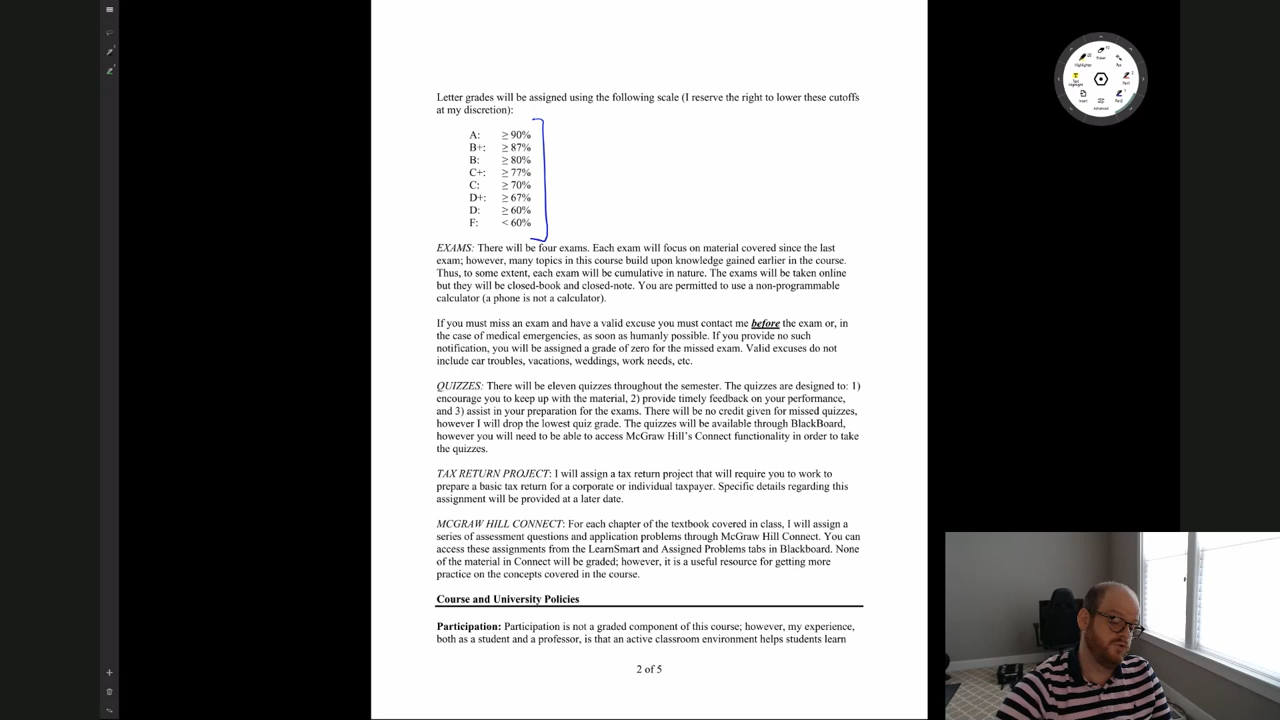 Letter grades will be assigned using the following scale (I reserve the right to lower these cutoffs
at my discretion):
A: ≥ 90%
B+: ≥ 87%
B: ≥ 80%
C+: ≥ 77%
C: ≥ 70%
D+: ≥ 67%
D: ≥ 60%
F: < 60%
EXAMS: There will be four exams. Each exam will focus on material covered since the last
exam; however, many topics in this course build upon knowledge gained earlier in the course.
Thus, to some extent, each exam will be cumulative in nature. The exams will be taken online
but they will be closed-book and closed-note. You are permitted to use a non-programmable
calculator (a phone is not a calculator).
If you must miss an exam and have a valid excuse you must contact me before the exam or, in
the case of medical emergencies, as soon as humanly possible. If you provide no such
notification, you will be assigned a grade of zero for the missed exam. Valid excuses do not
include car troubles, vacations, weddings, work needs, etc.
QUIZZES: There will be eleven quizzes throughout the semester. The quizzes are designed to: 1)
encourage you to keep up with the material, 2) provide timely feedback on your performance,
and 3) assist in your preparation for the exams. There will be no credit given for missed quizzes,
however I will drop the lowest quiz grade. The quizzes will be available through BlackBoard,
however you will need to be able to access McGraw Hill's Connect functionality in order to take
the quizzes.
TAX RETURN PROJECT: I will assign a tax return project that will require you to work to
prepare a basic tax return for a corporate or individual taxpayer. Specific details regarding this
assignment will be provided at a later date.
MCGRAW HILL CONNECT: For each chapter of the textbook covered in class, I will assign a
series of assessment questions and application problems through McGraw Hill Connect. You can
access these assignments from the LearnSmart and Assigned Problems tabs in Blackboard. None
of the material in Connect will be graded; however, it is a useful resource for getting more
practice on the concepts covered in the course.
Course and University Policies
Participation: Participation is not a graded component of this course; however, my experience,
both as a student and a professor, is that an active classroom environment helps students learn
2 of 5